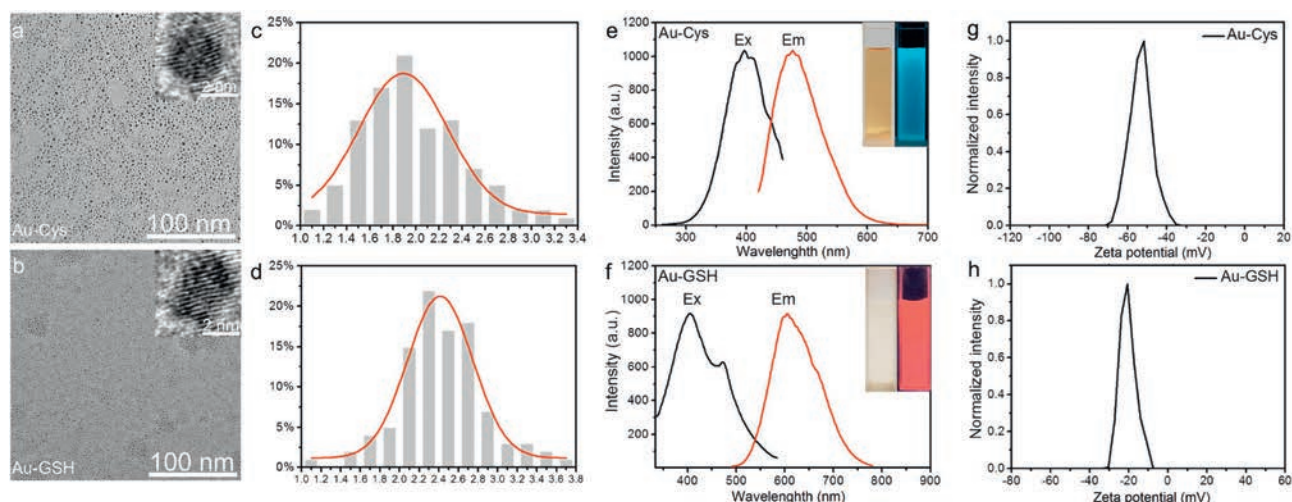 a
2 nm
Au-Cys
100 nm
b
2 nm
Au-GSH
100 nm
c
25%
20%
15%
10%
5%
0%
1.0 1.2 1.4 1.6 1.8 2.0 2.2 2.4 2.6 2.8 3.0 3.2 3.4
d
25%
20%
15%
10%
5%
0%
1.0 1.2 1.4 1.6 1.8 2.0 2.2 2.4 2.6 2.8 3.0 3.2 3.4 3.6 3.8
e
Au-Cys
Ex
Em
Intensity (a.u.)
1200
1000
800
600
400
200
0
300 400 500 600 700
Wavelenghth (nm)
f
Au-GSH
Ex
Em
Intensity (a.u.)
1200
1000
800
600
400
200
400 500 600 700 800 900
Wavelenghth (nm)
g
Au-Cys
Normalized intensity
1.0
0.8
0.6
0.4
0.2
0.0
-120 -100 -80 -60 -40 -20 0 20
Zeta potential (mV)
h
Au-GSH
Normalized intensity
1.0
0.8
0.6
0.4
0.2
0.0
-80 -60 -40 -20 0 20 40 60
Zeta potential (mV)